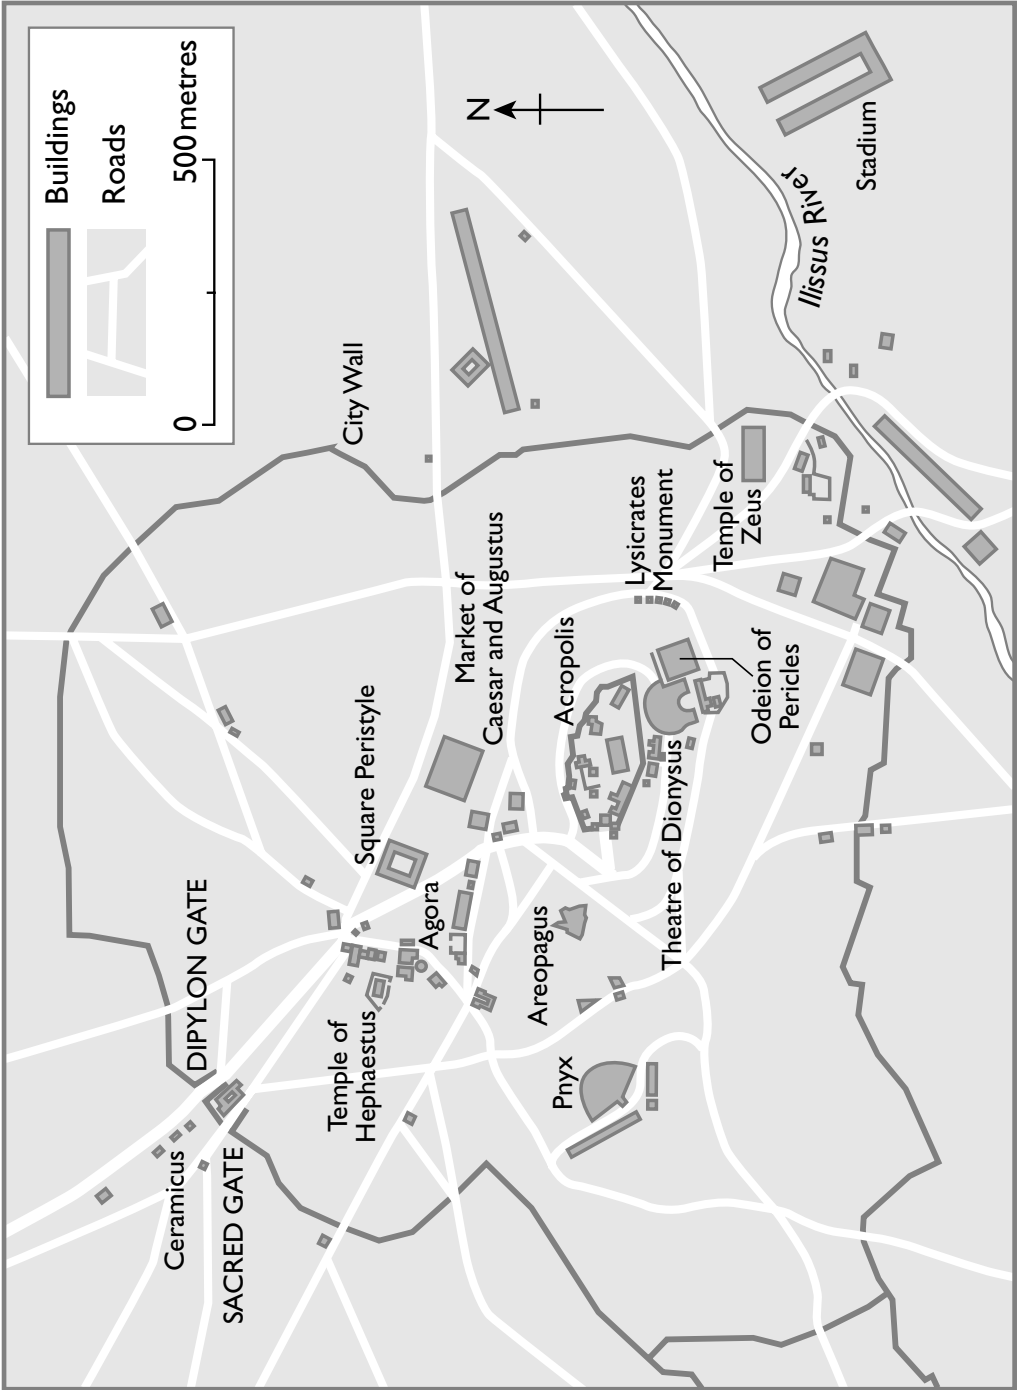 Buildings
Roads
0
500 metres
N
City Wall
Stadium
Ilissus River
DIPYLON GATE
Ceramicus
SACRED GATE
Square Peristyle
Agora
Temple of
Hephaestus
Market of
Caesar and Augustus
Acropolis
Lysicrates
Monument
Temple of
Zeus
Odeion of
Pericles
Theatre of Dionysus
Areopagus
Pnyx